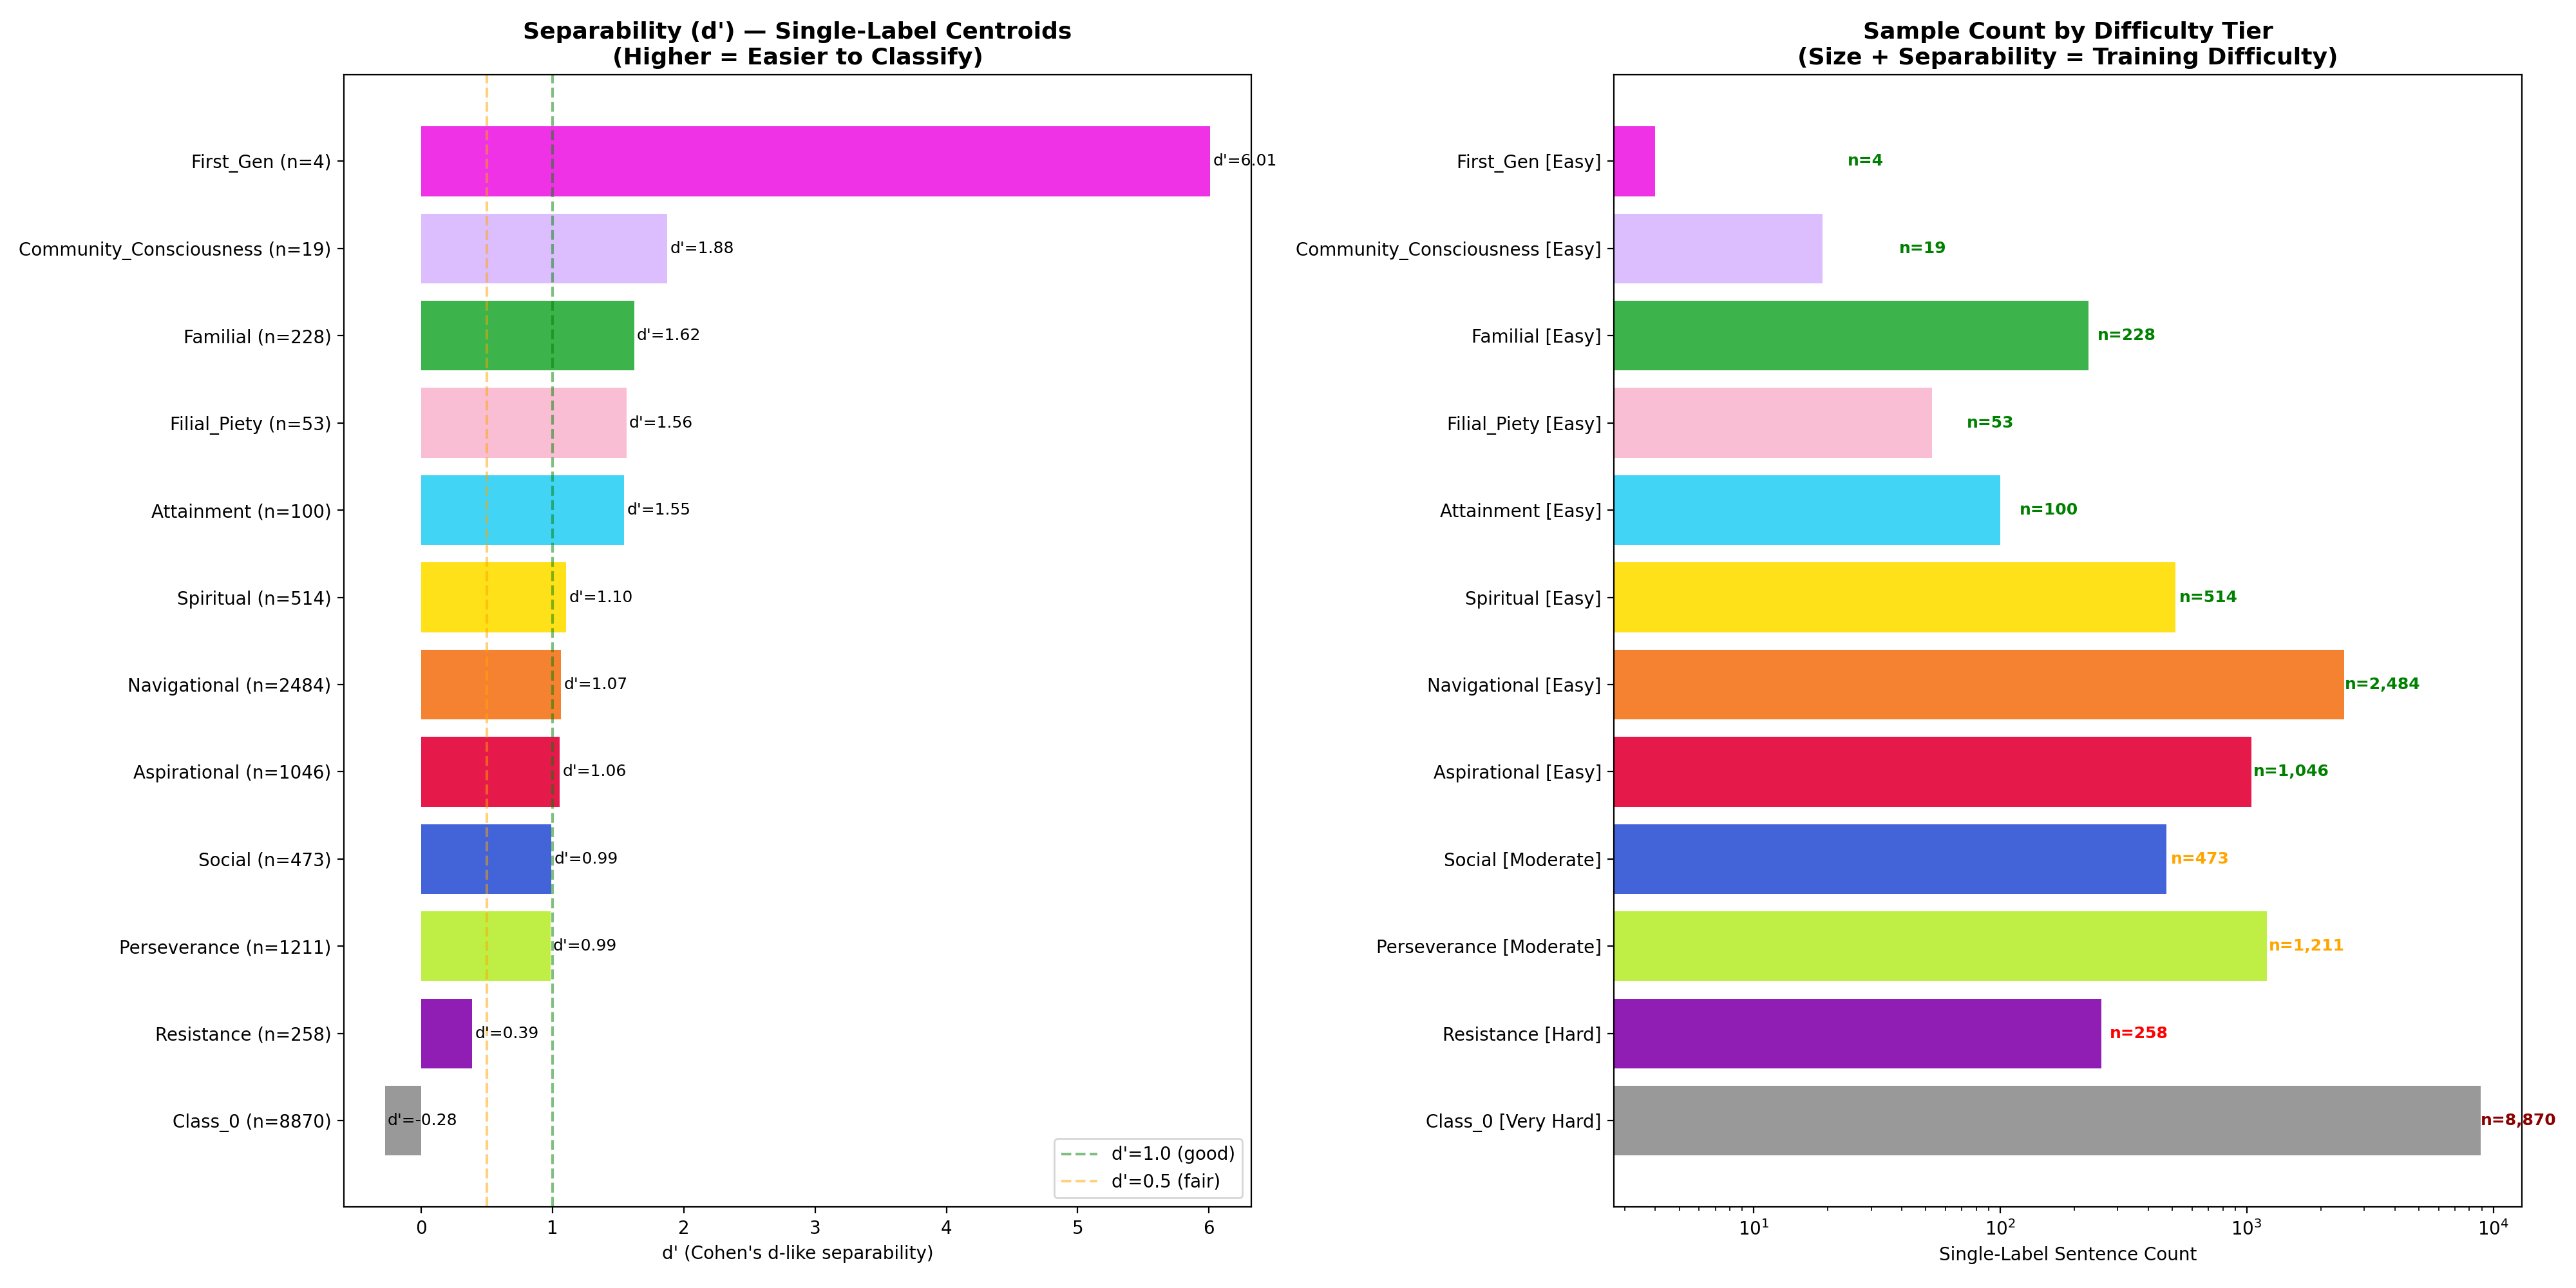 Separability (d') — Single-Label Centroids
(Higher = Easier to Classify)
First_Gen (n=4)
d'=6.01
Community_Consciousness (n=19)
d'=1.88
Familial (n=228)
d'=1.62
Filial_Piety (n=53)
d'=1.56
Attainment (n=100)
d'=1.55
Spiritual (n=514)
d'=1.10
Navigational (n=2484)
d'=1.07
Aspirational (n=1046)
d'=1.06
Social (n=473)
d'=0.99
Perseverance (n=1211)
d'=0.99
Resistance (n=258)
d'=0.39
Class_0 (n=8870)
d'=-0.28
d'=1.0 (good)
d'=0.5 (fair)
0 1 2 3 4 5 6
d' (Cohen's d-like separability)
Sample Count by Difficulty Tier
(Size + Separability = Training Difficulty)
First_Gen [Easy]
n=4
Community_Consciousness [Easy]
n=19
Familial [Easy]
n=228
Filial_Piety [Easy]
n=53
Attainment [Easy]
n=100
Spiritual [Easy]
n=514
Navigational [Easy]
n=2,484
Aspirational [Easy]
n=1,046
Social [Moderate]
n=473
Perseverance [Moderate]
n=1,211
Resistance [Hard]
n=258
Class_0 [Very Hard]
n=8,870
10¹ 10² 10³ 10⁴
Single-Label Sentence Count